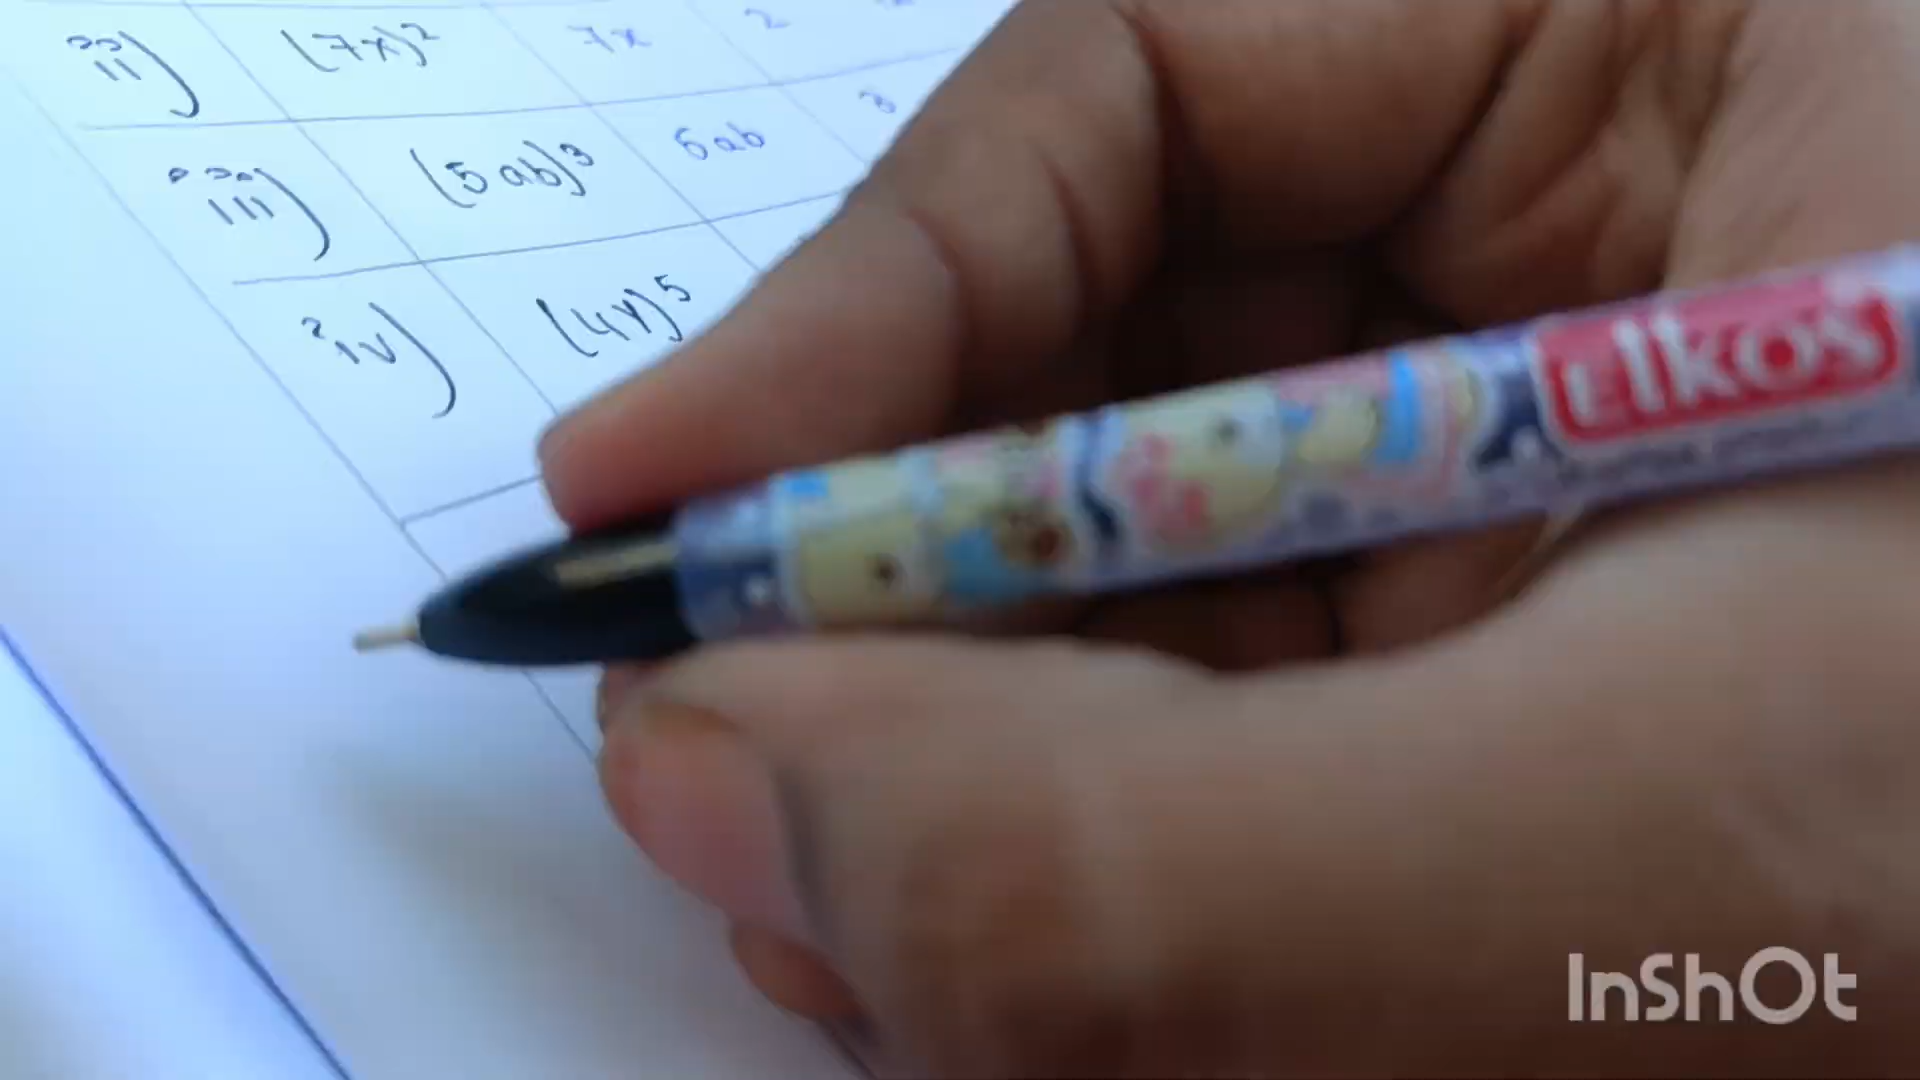 ii) (7x)² 7x 2
iii) (5ab)³ 5ab 3
iv) (4y)⁵
Elkos
InShOt